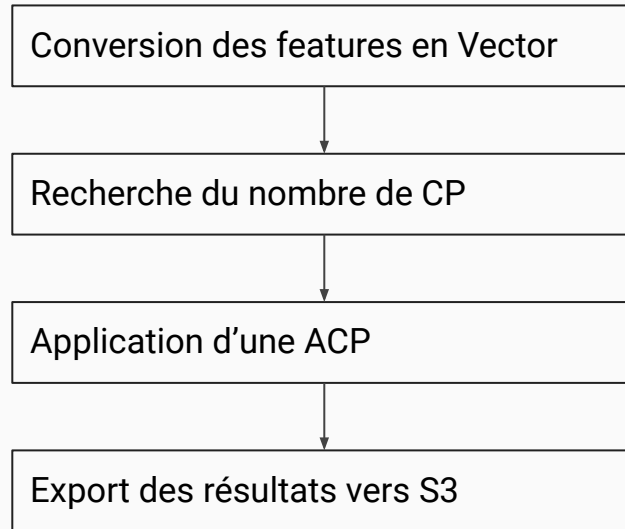 Conversion des features en Vector
Recherche du nombre de CP
Application d’une ACP
Export des résultats vers S3